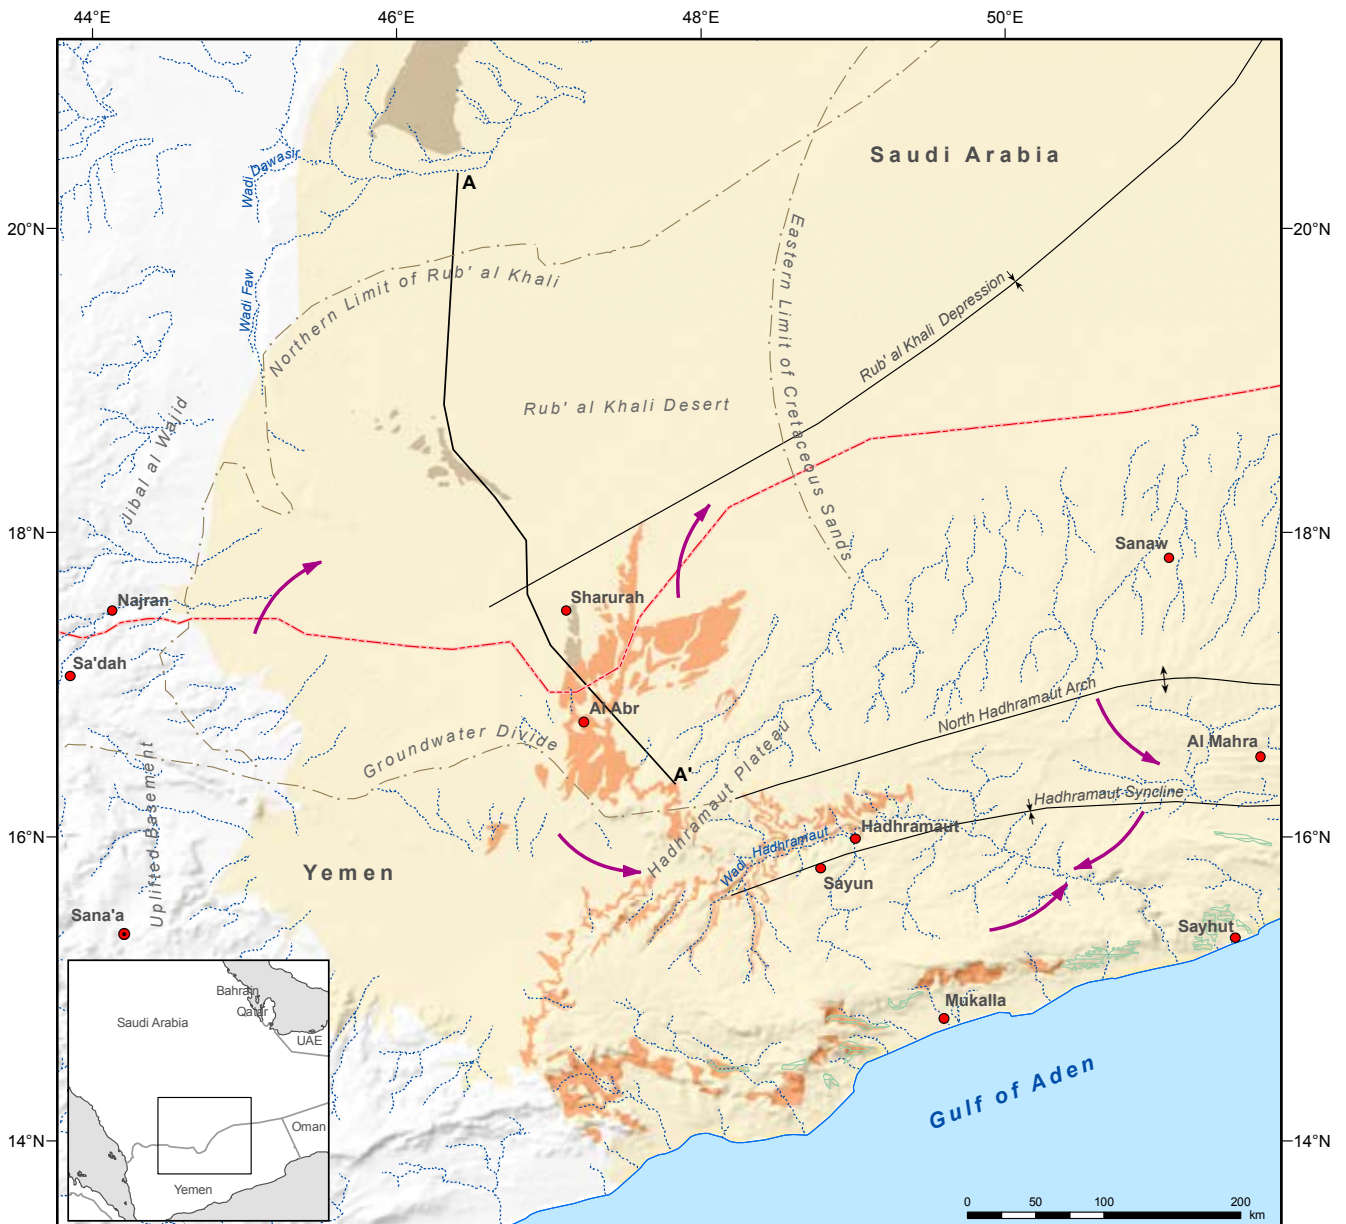 44°E
46°E
48°E
50°E
Saudi Arabia
Wadi Dawasir
A
20°N
20°N
Wadi Faw
Northern Limit of Rub' al Khali
Eastern Limit of Cretaceous Sands
Rub' al Khali Depression
Rub' al Khali Desert
Jibal al Wajid
18°N
18°N
Sanaw
Najran
Sharurah
Sa'dah
Al Abr
North Hadhramaut Arch
Groundwater Divide
Al Mahra
A'
Hadhramaut Plateau
Hadhramaut Syncline
Uplifted Basement
16°N
16°N
Hadhramaut
Wadi Hadhramaut
Yemen
Sayun
Sana'a
Sayhut
Mukalla
Bahrain
Qatar
Saudi Arabia
UAE
Oman
Yemen
Gulf of Aden
14°N
14°N
0 50 100 200
km